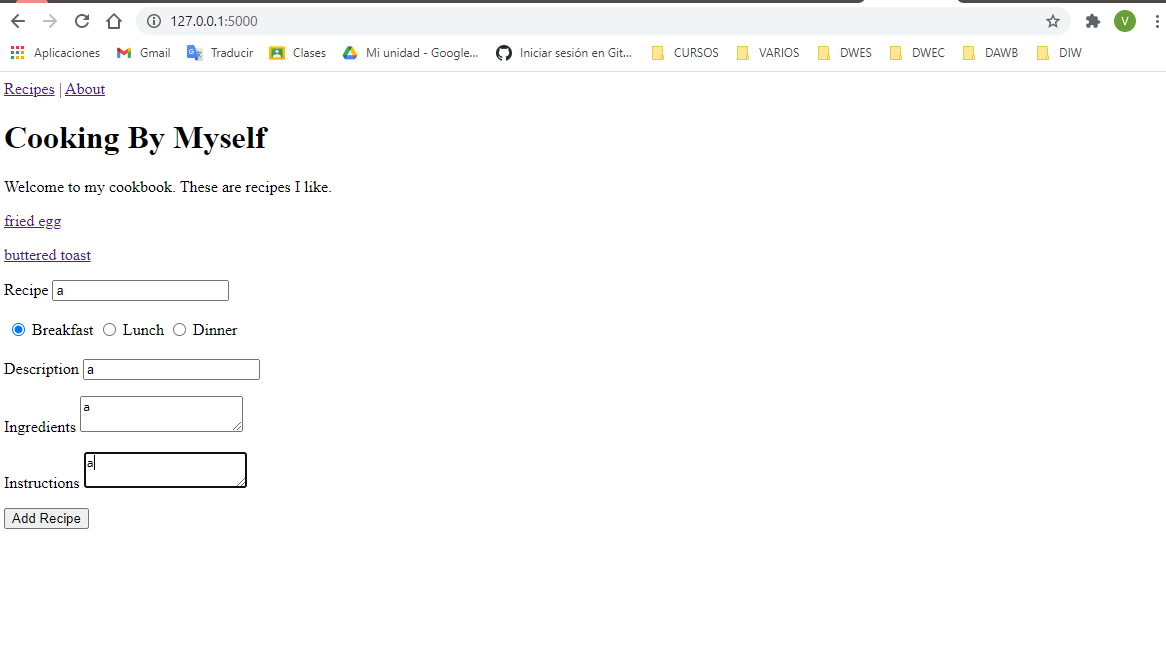 127.0.0.1:5000
V
Aplicaciones Gmail Traducir Clases Mi unidad - Google... Iniciar sesión en Git... CURSOS VARIOS DWES DWEC DAWB DIW
Recipes | About
Cooking By Myself
Welcome to my cookbook. These are recipes I like.
fried egg
buttered toast
Recipe a
Breakfast Lunch Dinner
Description a
Ingredients a
Instructions a
Add Recipe